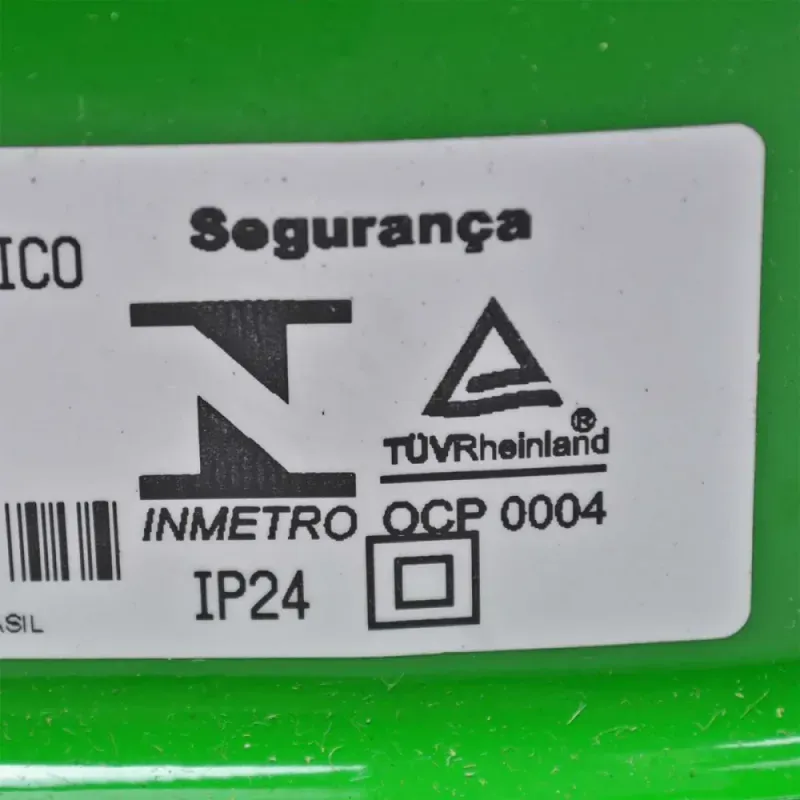 Segurança
ICO
TÜVRheinland®
INMETRO
OCP 0004
IP24
ASIL